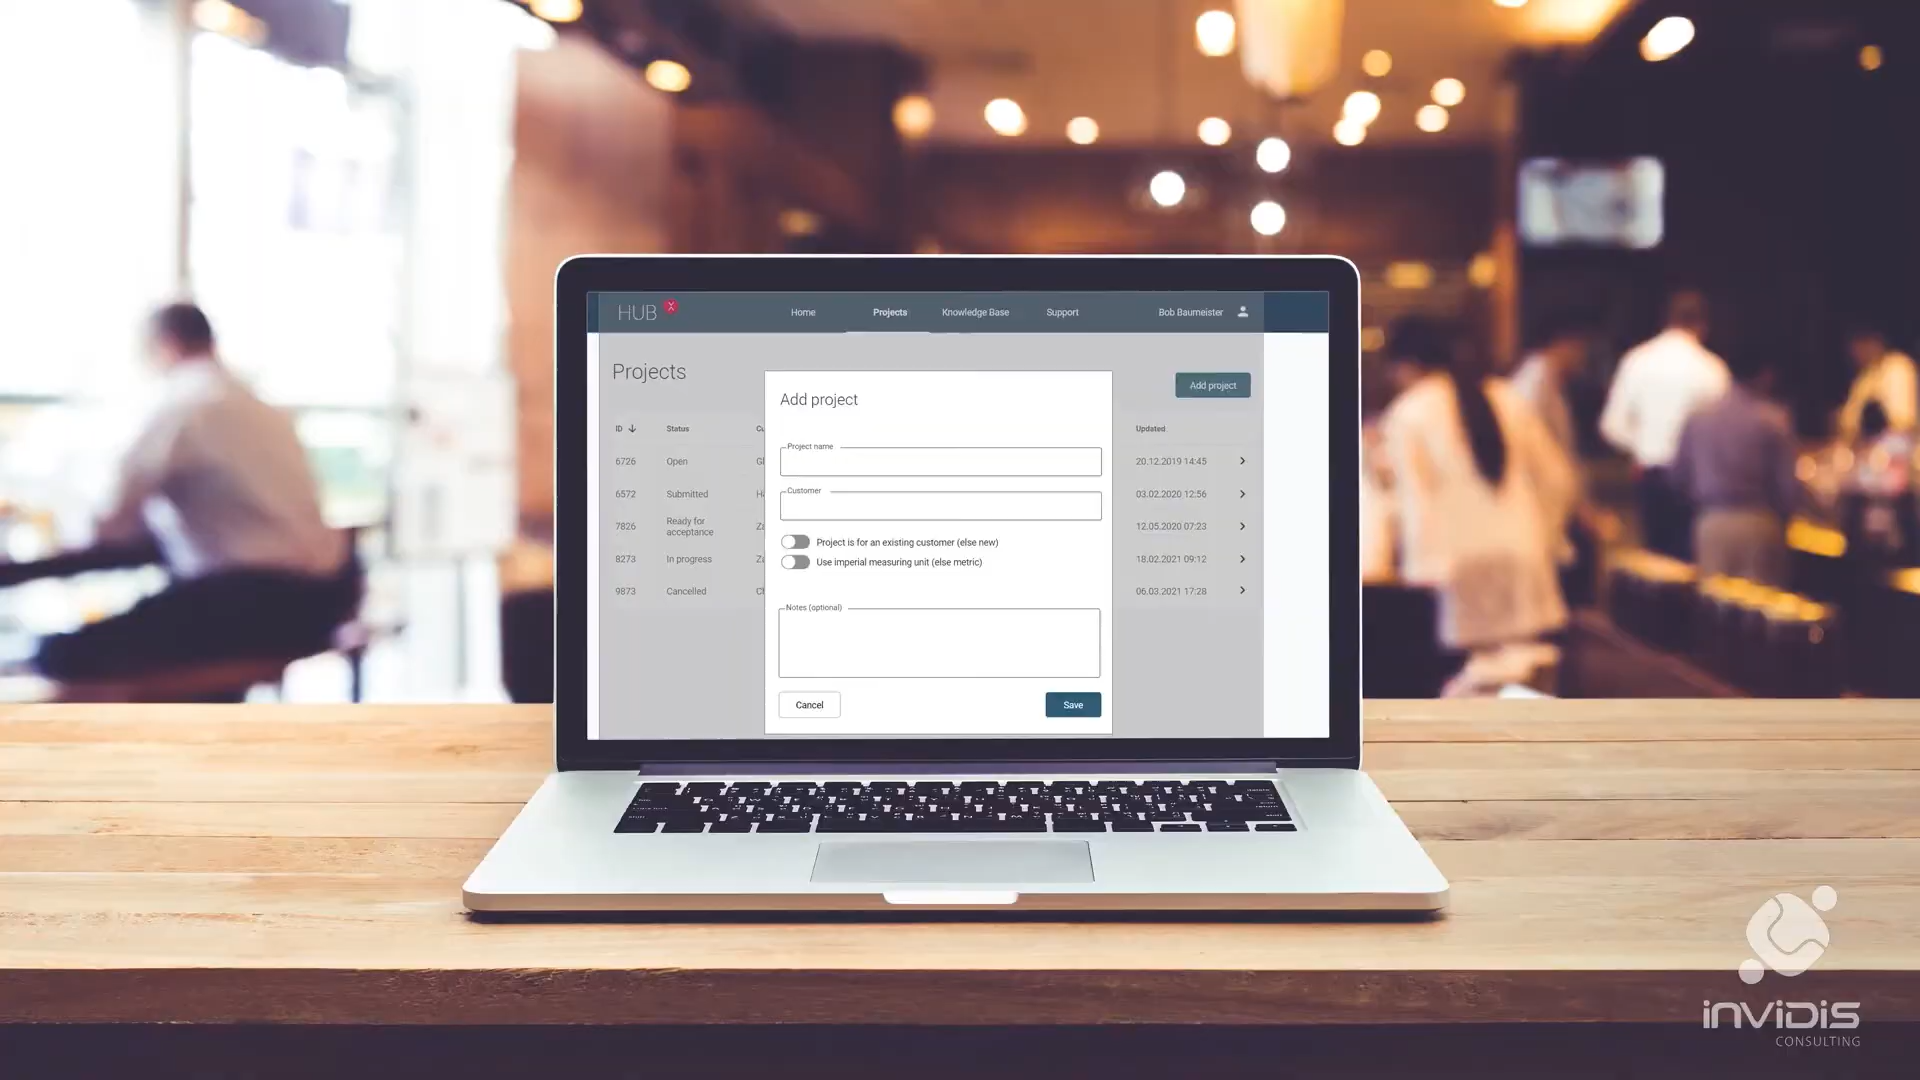 HUB X
Home Projects Knowledge Base Support Bob Baumeister
Projects
Add project
Add project
ID Status Updated
Project name
6726 Open 20.12.2019 14:45
Customer
6572 Submitted 03.02.2020 12:56
7826 Ready for acceptance 12.05.2020 07:23
Project is for an existing customer (else new)
8273 In progress 18.02.2021 09:12
Use imperial measuring unit (else metric)
9873 Cancelled 06.03.2021 17:28
Notes (optional)
Cancel Save
inviDis
CONSULTING